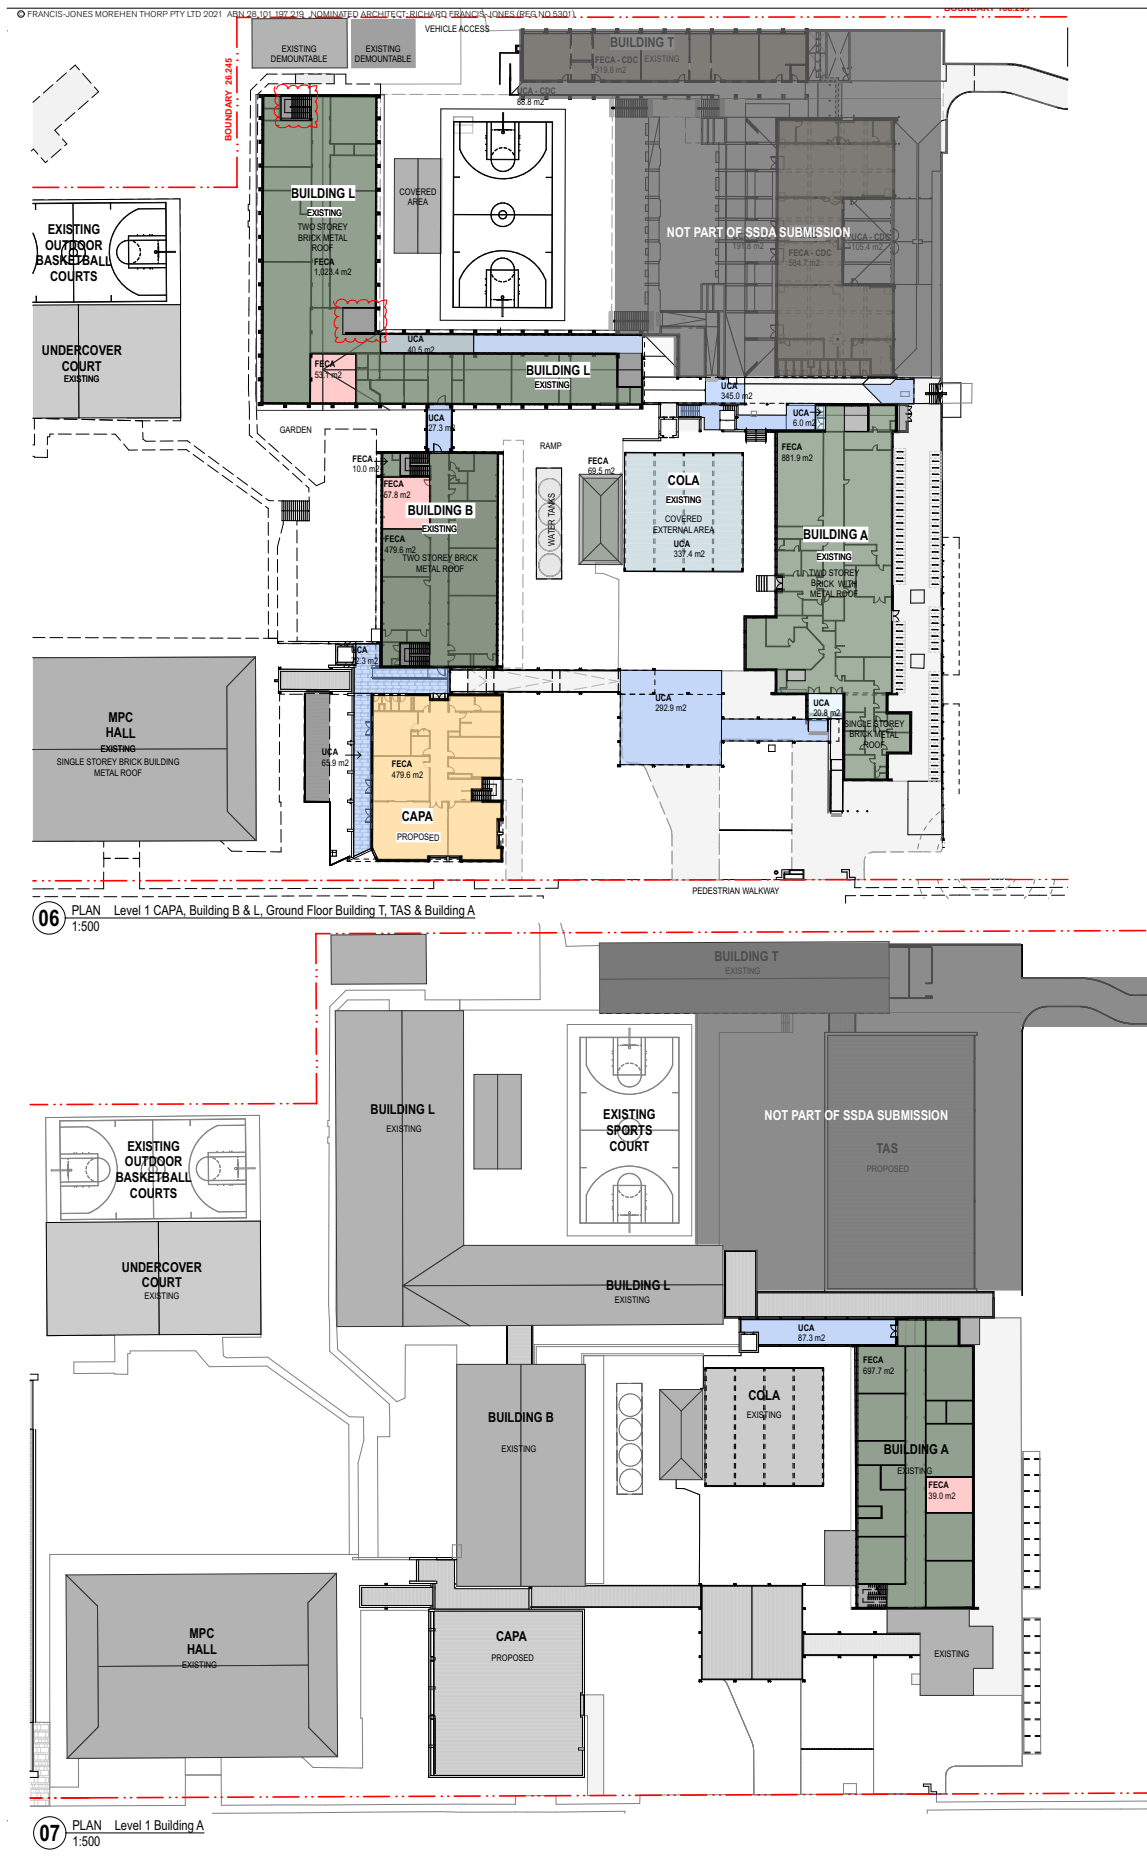 © FRANCIS-JONES MOREHEN THORP PTY LTD 2021 ABN 28 101 197 219 NOMINATED ARCHITECT: RICHARD FRANCIS-JONES (REG NO 5301)
VEHICLE ACCESS
EXISTING
DEMOUNTABLE
EXISTING
DEMOUNTABLE
BUILDING T
EXISTING
FECA - CDC
319.8 m2
UCA - CDC
88.8 m2
BOUNDARY 26.245
BUILDING L
EXISTING
TWO STOREY
BRICK METAL
ROOF
FECA
1,023.4 m2
COVERED
AREA
NOT PART OF SSDA SUBMISSION
FECA - CDC
584.7 m2
EXISTING
OUTDOOR
BASKETBALL
COURTS
UNDERCOVER
COURT
EXISTING
UCA
40.5 m2
FECA
53.1 m2
BUILDING L
EXISTING
UCA
345.0 m2
UCA
6.0 m2
UCA
27.3 m2
GARDEN
RAMP
FECA
10.0 m2
FECA
57.8 m2
BUILDING B
EXISTING
FECA
479.6 m2
TWO STOREY BRICK
METAL ROOF
WATER TANKS
FECA
69.5 m2
COLA
EXISTING
COVERED
EXTERNAL AREA
UCA
337.4 m2
FECA
881.9 m2
BUILDING A
EXISTING
TWO STOREY
BRICK WITH
METAL ROOF
UCA
UCA
292.9 m2
UCA
20.8 m2
SINGLE STOREY
BRICK METAL
ROOF
MPC
HALL
EXISTING
SINGLE STOREY BRICK BUILDING
METAL ROOF
UCA
65.9 m2
FECA
479.6 m2
CAPA
PROPOSED
PEDESTRIAN WALKWAY
06 PLAN Level 1 CAPA, Building B & L, Ground Floor Building T, TAS & Building A
1:500
BUILDING T
EXISTING
BUILDING L
EXISTING
EXISTING
SPORTS
COURT
NOT PART OF SSDA SUBMISSION
TAS
PROPOSED
EXISTING
OUTDOOR
BASKETBALL
COURTS
UNDERCOVER
COURT
EXISTING
BUILDING L
EXISTING
UCA
87.3 m2
FECA
697.7 m2
COLA
EXISTING
BUILDING B
EXISTING
BUILDING A
EXISTING
FECA
39.0 m2
MPC
HALL
EXISTING
CAPA
PROPOSED
EXISTING
07 PLAN Level 1 Building A
1:500